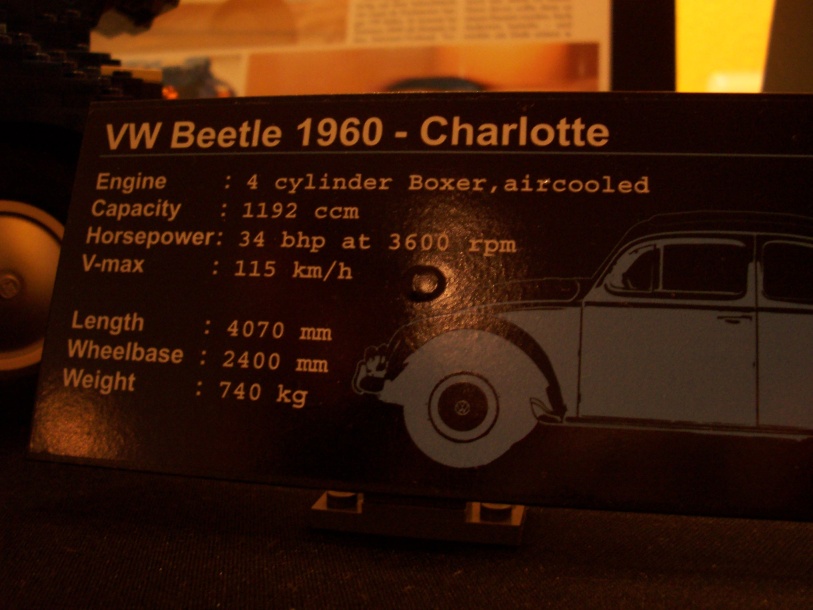 VW Beetle 1960 - Charlotte
Engine : 4 cylinder Boxer,aircooled
Capacity : 1192 ccm
Horsepower: 34 bhp at 3600 rpm
V-max : 115 km/h
Length : 4070 mm
Wheelbase : 2400 mm
Weight : 740 kg